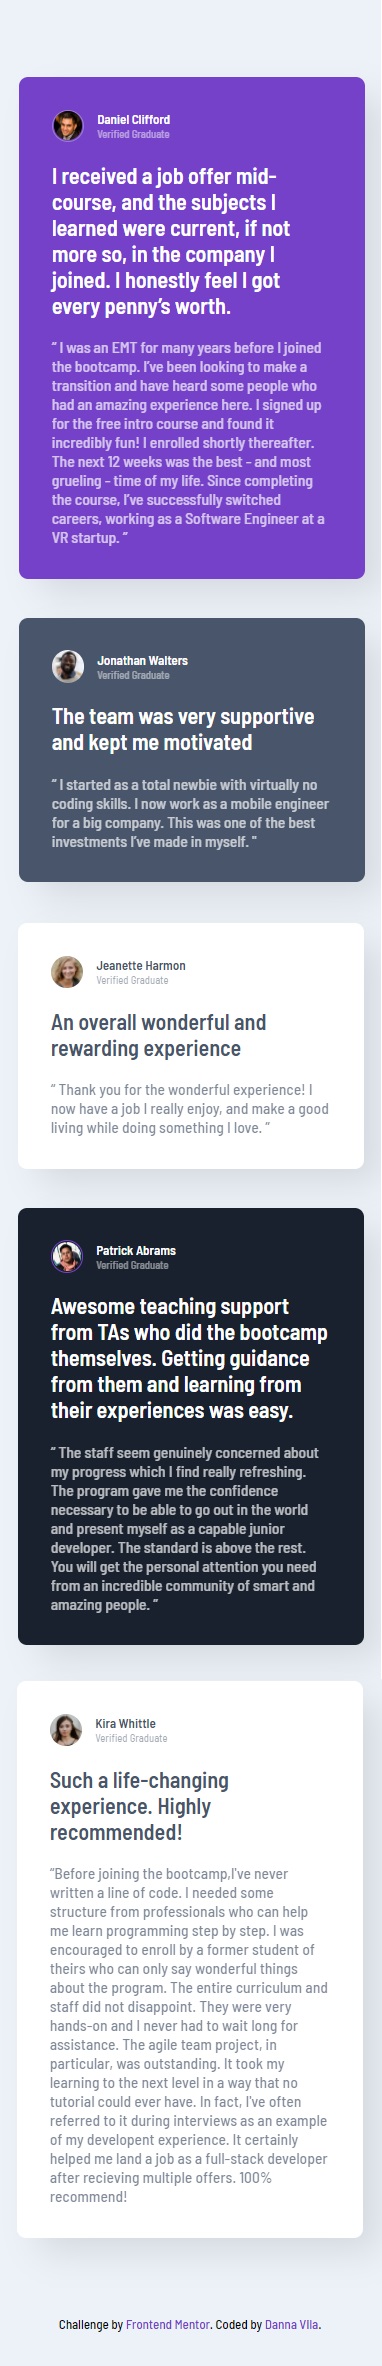 Daniel Clifford
Verified Graduate
I received a job offer mid-
course, and the subjects I
learned were current, if not
more so, in the company I
joined. I honestly feel I got
every penny’s worth.
“ I was an EMT for many years before I joined
the bootcamp. I’ve been looking to make a
transition and have heard some people who
had an amazing experience here. I signed up
for the free intro course and found it
incredibly fun! I enrolled shortly thereafter.
The next 12 weeks was the best - and most
grueling - time of my life. Since completing
the course, I’ve successfully switched
careers, working as a Software Engineer at a
VR startup. ”
Jonathan Walters
Verified Graduate
The team was very supportive
and kept me motivated
“ I started as a total newbie with virtually no
coding skills. I now work as a mobile engineer
for a big company. This was one of the best
investments I’ve made in myself. "
Jeanette Harmon
Verified Graduate
An overall wonderful and
rewarding experience
“ Thank you for the wonderful experience! I
now have a job I really enjoy, and make a good
living while doing something I love. ”
Patrick Abrams
Verified Graduate
Awesome teaching support
from TAs who did the bootcamp
themselves. Getting guidance
from them and learning from
their experiences was easy.
“ The staff seem genuinely concerned about
my progress which I find really refreshing.
The program gave me the confidence
necessary to be able to go out in the world
and present myself as a capable junior
developer. The standard is above the rest.
You will get the personal attention you need
from an incredible community of smart and
amazing people. ”
Kira Whittle
Verified Graduate
Such a life-changing
experience. Highly
recommended!
“Before joining the bootcamp,I've never
written a line of code. I needed some
structure from professionals who can help
me learn programming step by step. I was
encouraged to enroll by a former student of
theirs who can only say wonderful things
about the program. The entire curriculum and
staff did not disappoint. They were very
hands-on and I never had to wait long for
assistance. The agile team project, in
particular, was outstanding. It took my
learning to the next level in a way that no
tutorial could ever have. In fact, I've often
referred to it during interviews as an example
of my developent experience. It certainly
helped me land a job as a full-stack developer
after recieving multiple offers. 100%
recommend!
Challenge by Frontend Mentor. Coded by Danna VIla.